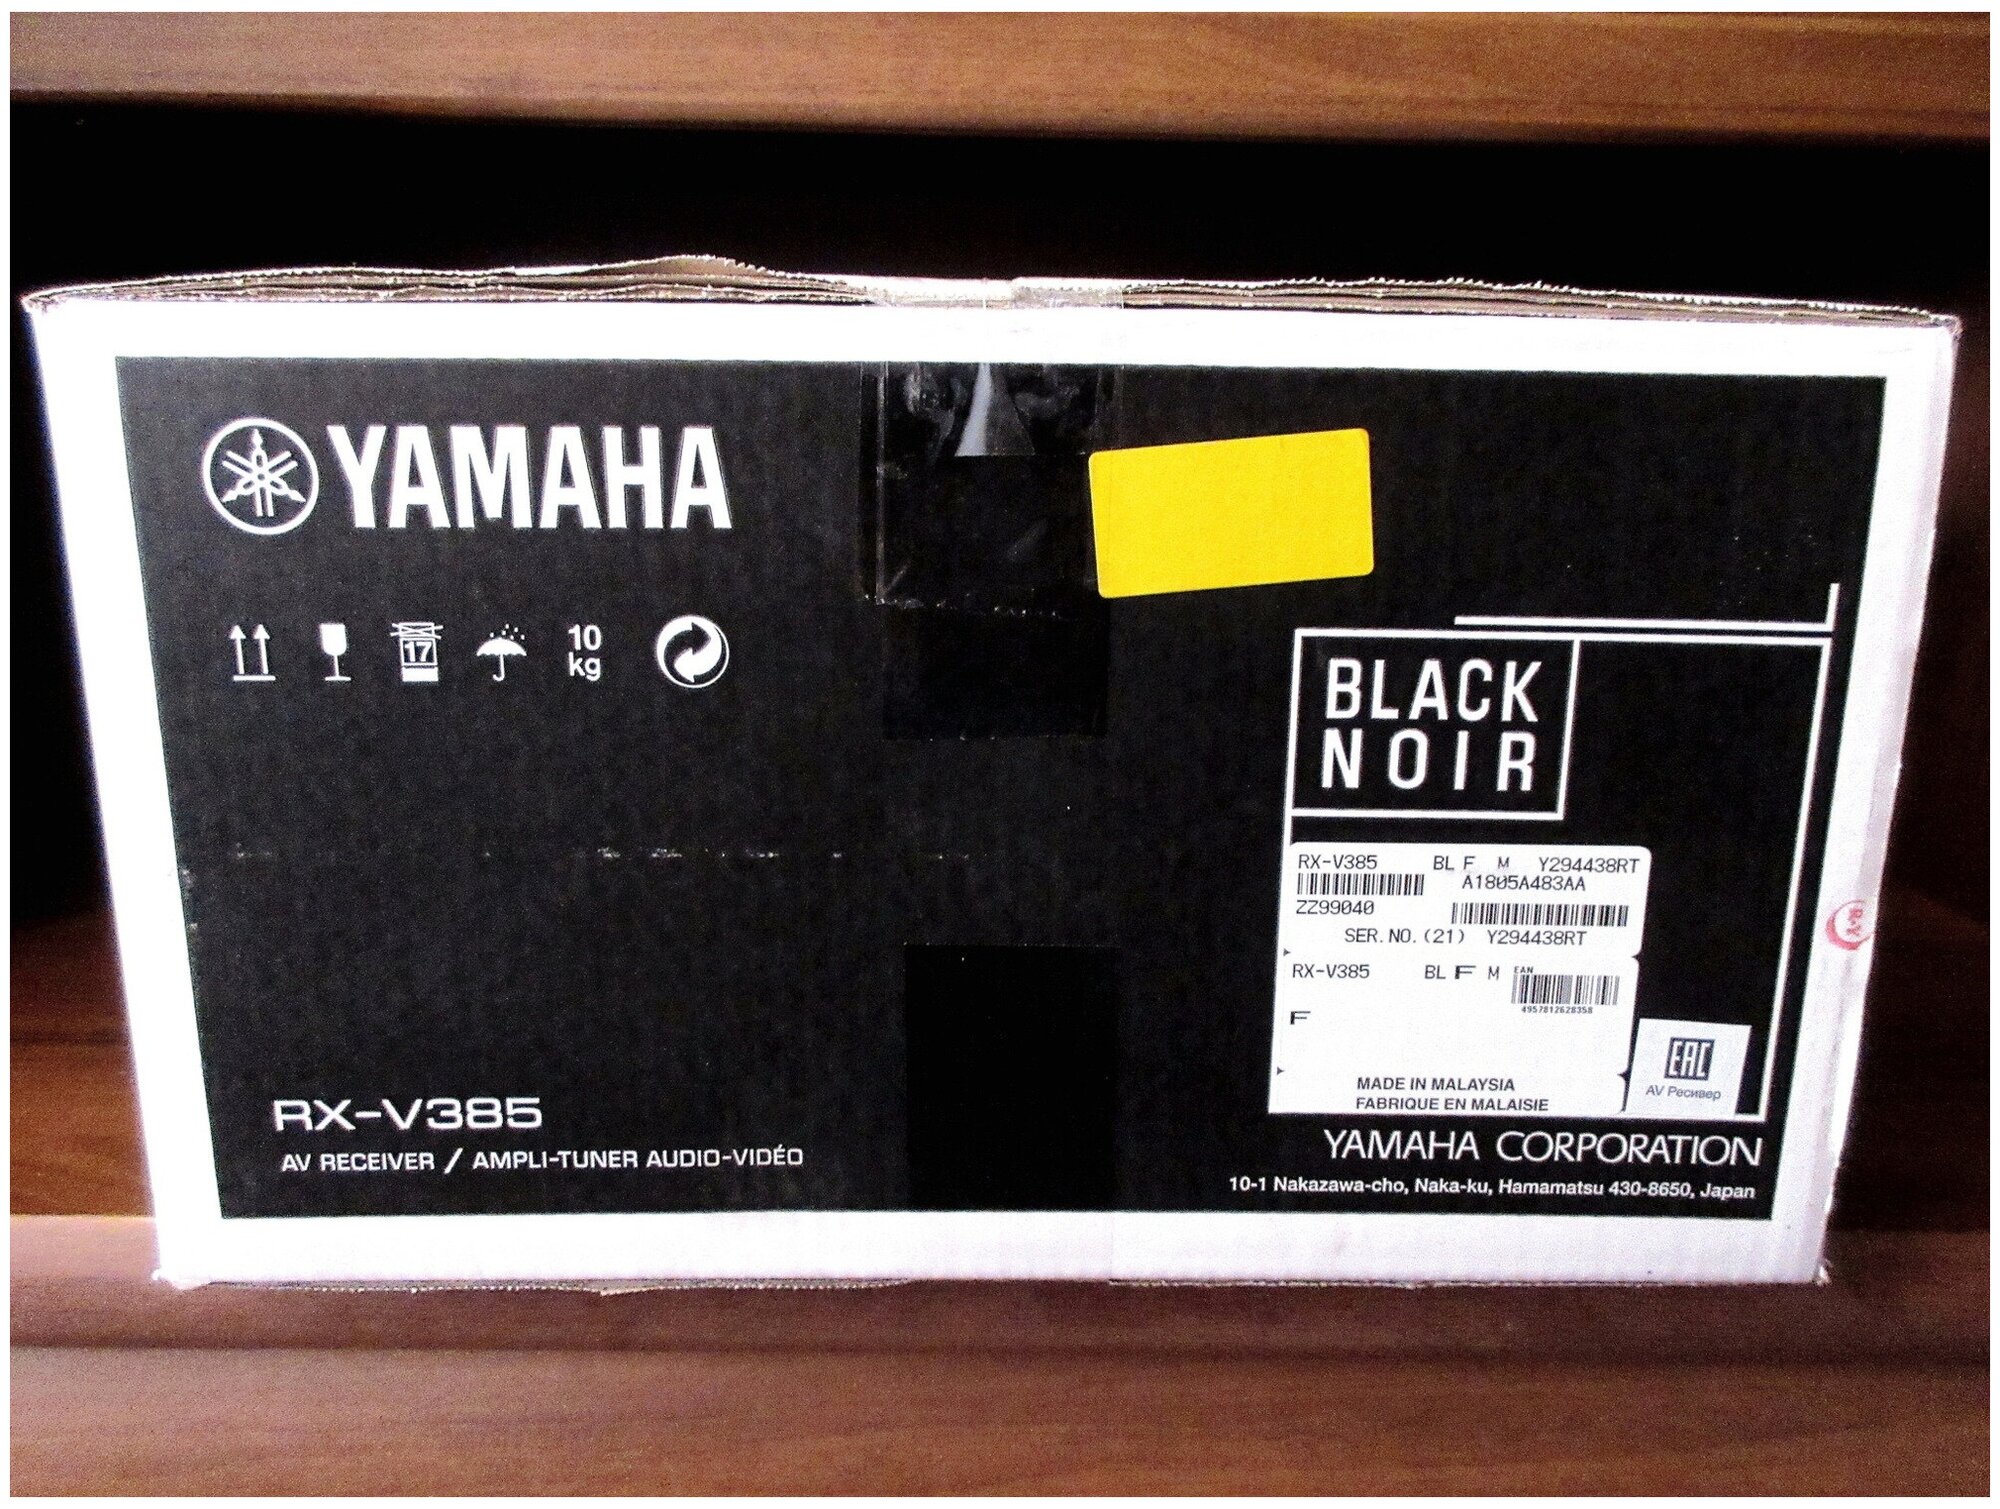 YAMAHA
17
10
kg
BLACK
NOIR
RX-V385 BL F M Y294438RT
A1805A483AA
ZZ99040
SER.NO.(21) Y294438RT
RX-V385 BL F M EAN
4957812628358
F
MADE IN MALAYSIA
FABRIQUE EN MALAISIE
EAC
AV Ресивер
R-Y
RX-V385
AV RECEIVER / AMPLI-TUNER AUDIO-VIDÉO
YAMAHA CORPORATION
10-1 Nakazawa-cho, Naka-ku, Hamamatsu 430-8650, Japan